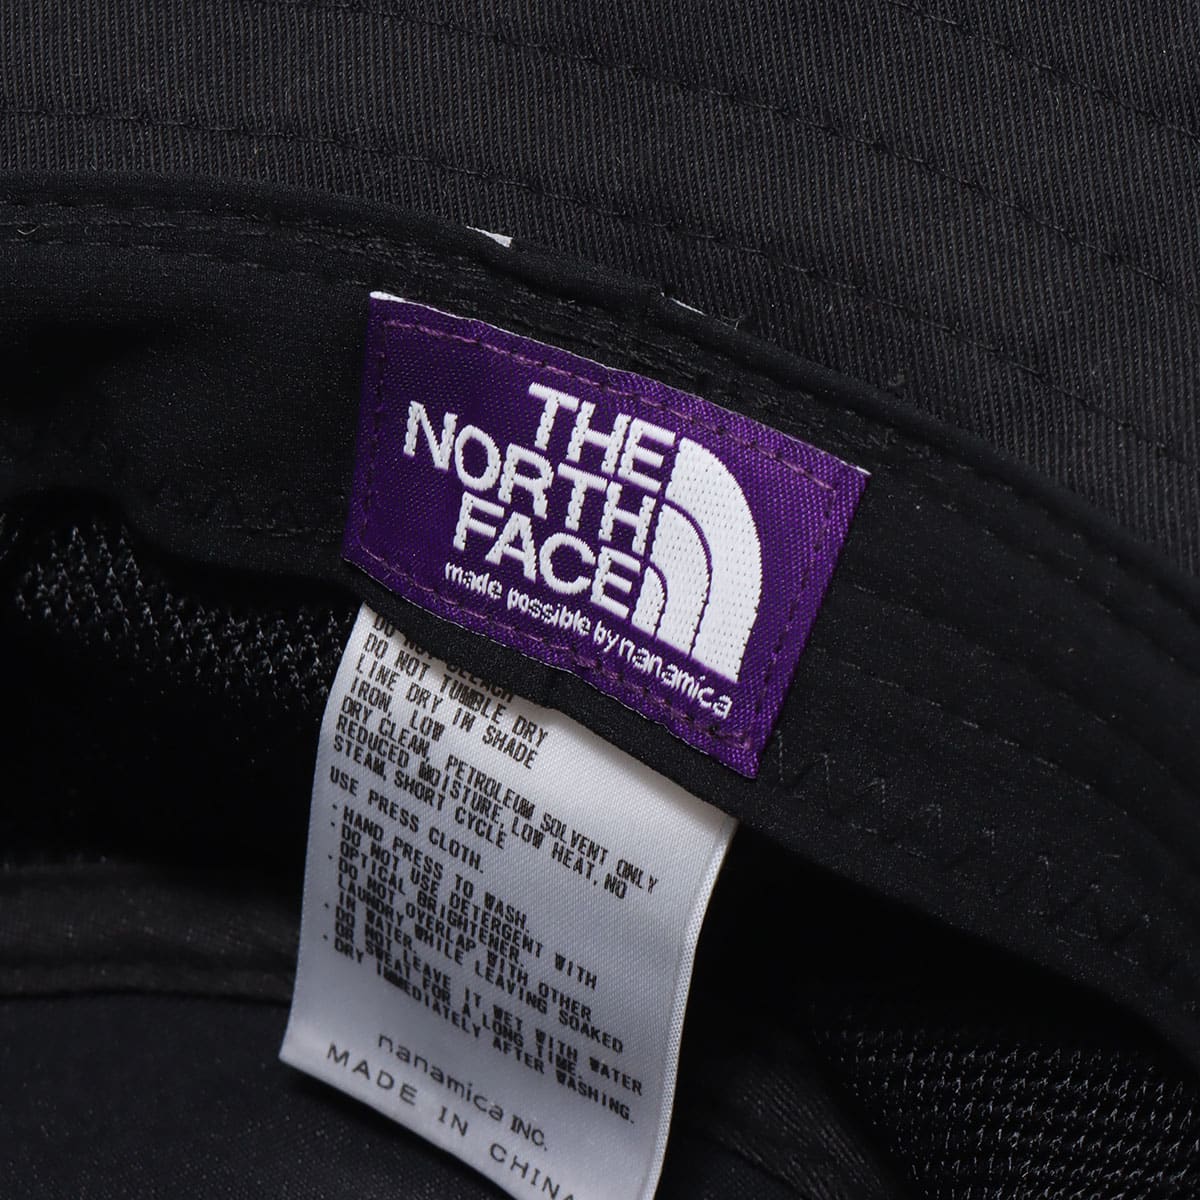 THE
NORTH
FACE
made possible by nanamica
DO NOT BLEACH
DO NOT TUMBLE DRY
LINE DRY IN SHADE
IRON, LOW
DRY CLEAN, PETROLEUM SOLVENT ONLY
REDUCED MOISTURE, LOW HEAT, NO
STEAM, SHORT CYCLE
USE PRESS CLOTH.
· HAND PRESS TO WASH.
· DO NOT USE DETERGENT WITH
OPTICAL BRIGHTENER.
· DO NOT OVERLAP WITH OTHER
LAUNDRY WHILE LEAVING SOAKED
IN WATER.
· DO NOT LEAVE IT WET WITH WATER
OR SWEAT FOR A LONG TIME.
· DRY IMMEDIATELY AFTER WASHING.
nanamica INC.
MADE IN CHINA